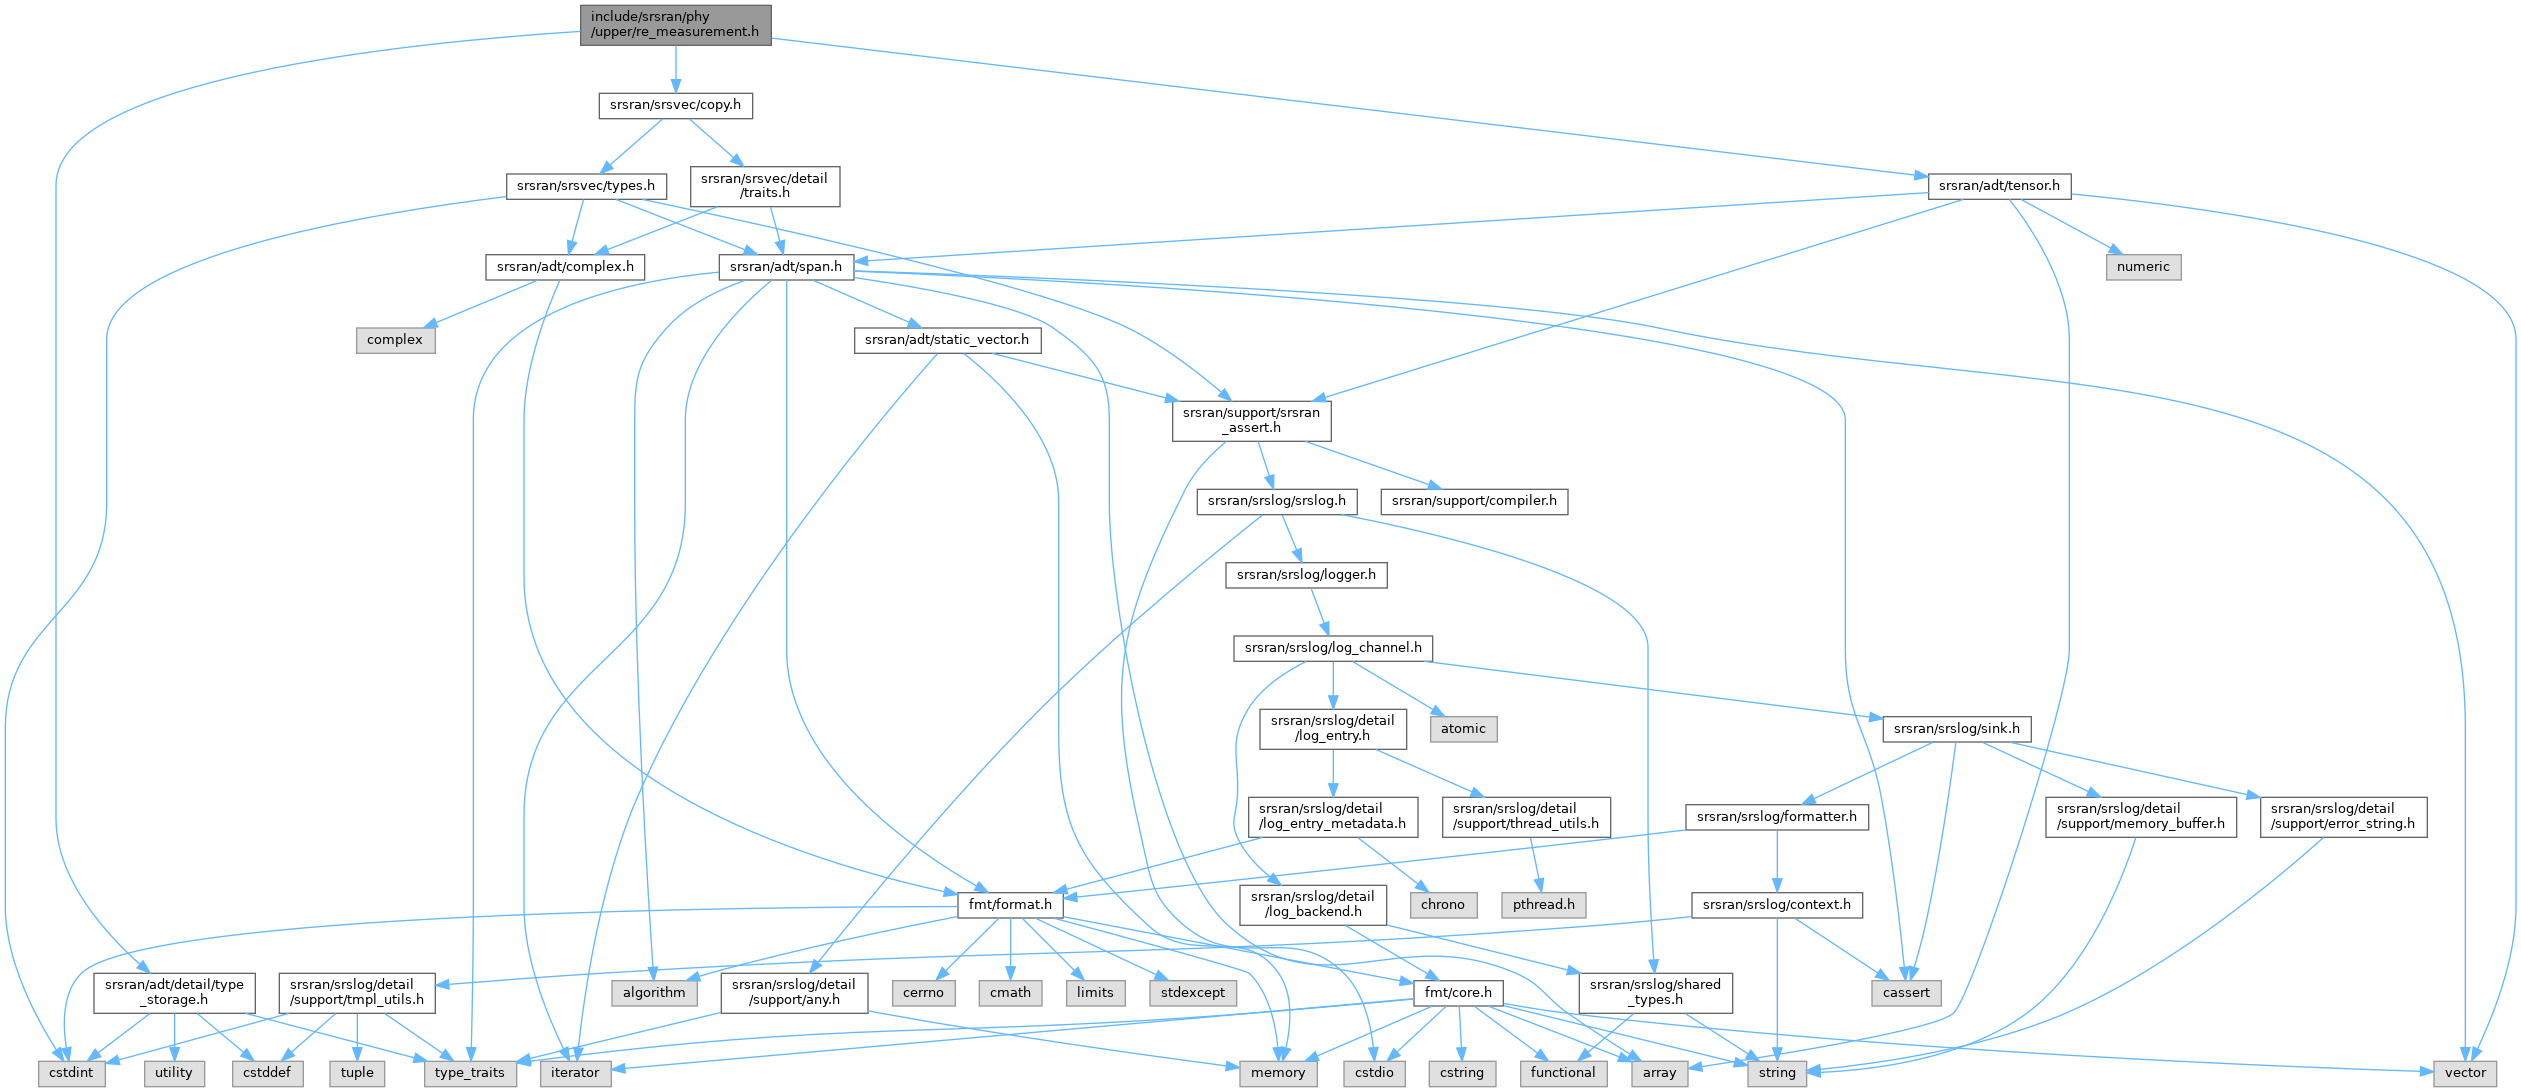 include/srsran/phy
/upper/re_measurement.h
srsran/srsvec/copy.h
srsran/srsvec/types.h
srsran/srsvec/detail
/traits.h
srsran/adt/tensor.h
srsran/adt/complex.h
srsran/adt/span.h
numeric
complex
srsran/adt/static_vector.h
srsran/support/srsran
_assert.h
srsran/srslog/srslog.h
srsran/support/compiler.h
srsran/srslog/logger.h
srsran/srslog/log_channel.h
srsran/srslog/detail
/log_entry.h
atomic
srsran/srslog/sink.h
srsran/srslog/detail
/log_entry_metadata.h
srsran/srslog/detail
/support/thread_utils.h
srsran/srslog/formatter.h
srsran/srslog/detail
/support/memory_buffer.h
srsran/srslog/detail
/support/error_string.h
fmt/format.h
srsran/srslog/detail
/log_backend.h
chrono
pthread.h
srsran/srslog/context.h
srsran/adt/detail/type
_storage.h
srsran/srslog/detail
/support/tmpl_utils.h
algorithm
srsran/srslog/detail
/support/any.h
cerrno
cmath
limits
stdexcept
fmt/core.h
srsran/srslog/shared
_types.h
cassert
cstdint
utility
cstddef
tuple
type_traits
iterator
memory
cstdio
cstring
functional
array
string
vector